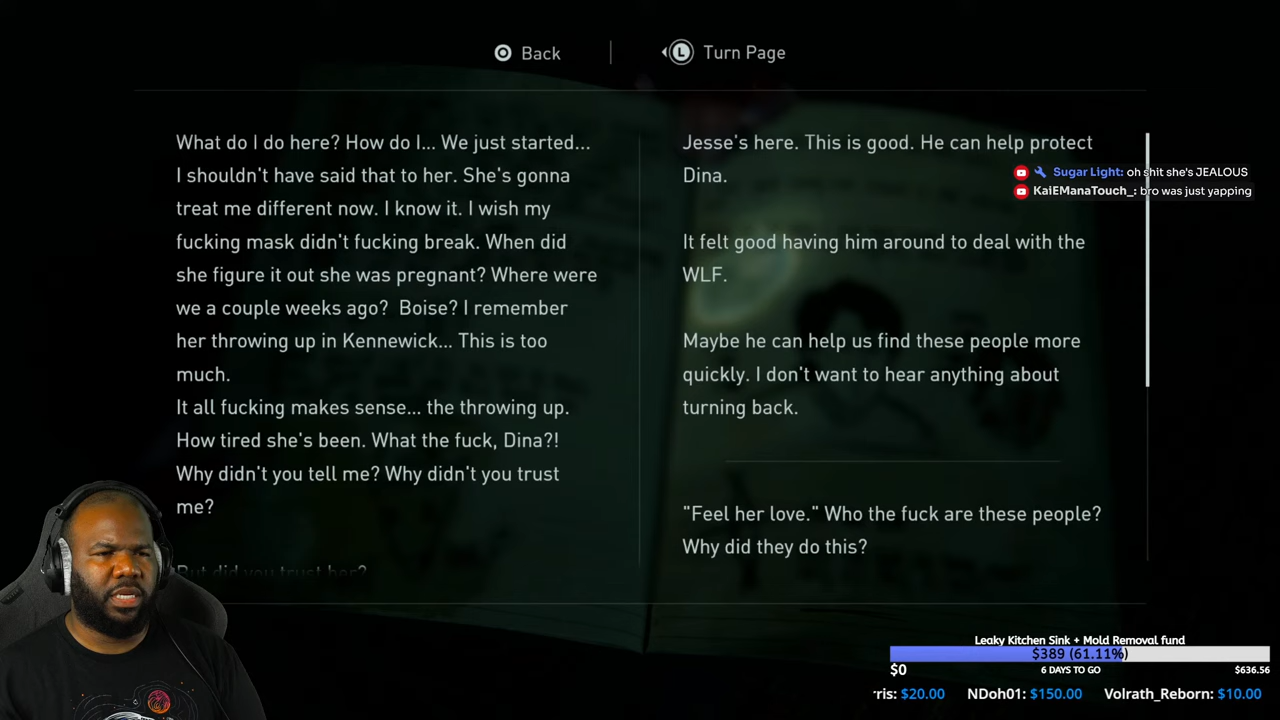 Back
Turn Page
What do I do here? How do I... We just started...
I shouldn't have said that to her. She's gonna
treat me different now. I know it. I wish my
fucking mask didn't fucking break. When did
she figure it out she was pregnant? Where were
we a couple weeks ago?  Boise? I remember
her throwing up in Kennewick... This is too
much.
It all fucking makes sense... the throwing up.
How tired she's been. What the fuck, Dina?!
Why didn't you tell me? Why didn't you trust
me?
But did you trust her?
Jesse's here. This is good. He can help protect
Dina.
It felt good having him around to deal with the
WLF.
Maybe he can help us find these people more
quickly. I don't want to hear anything about
turning back.
"Feel her love." Who the fuck are these people?
Why did they do this?
Sugar Light: oh shit she's JEALOUS
KaiEManaTouch_: bro was just yapping
Leaky Kitchen Sink + Mold Removal fund
$389 (61.11%)
$0
6 DAYS TO GO
$636.56
rris: $20.00
NDoh01: $150.00
Volrath_Reborn: $10.00